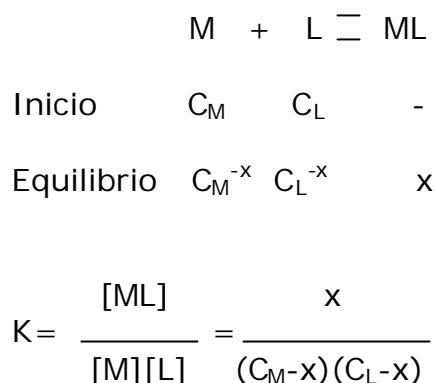 M + L = ML
Inicio C_M C_L -
Equilibrio C_M^-x C_L^-x x
K= [ML] / [M][L] = x / (C_M-x)(C_L-x)